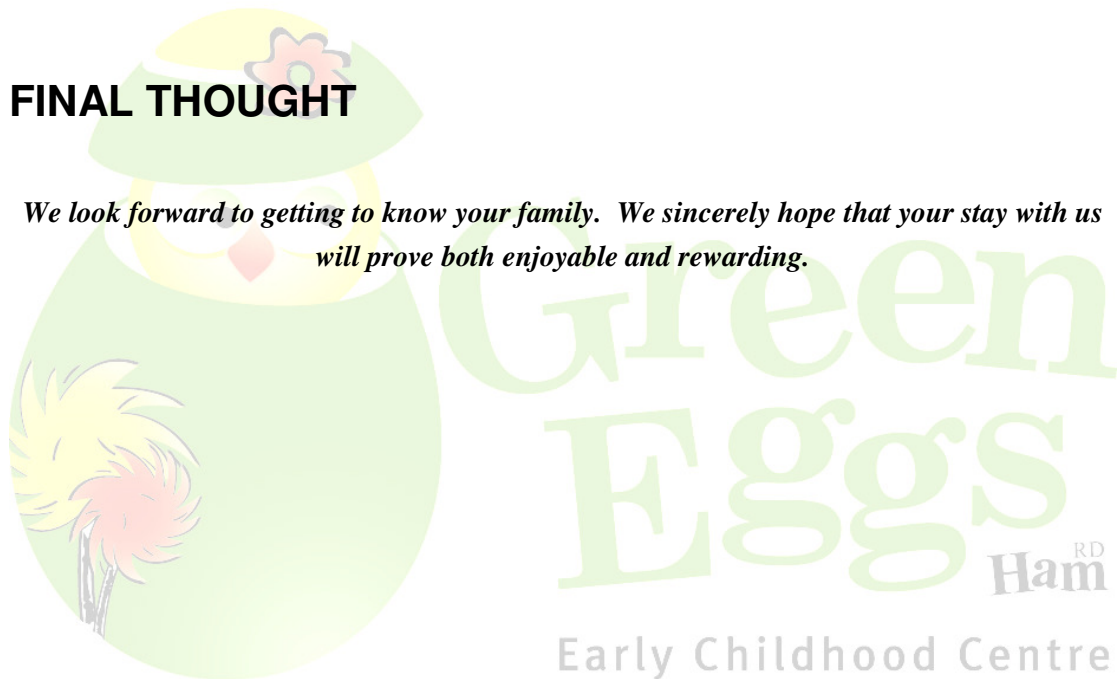 FINAL THOUGHT
We look forward to getting to know your family.  We sincerely hope that your stay with us
will prove both enjoyable and rewarding.
Green
Eggs
Ham RD
Early Childhood Centre